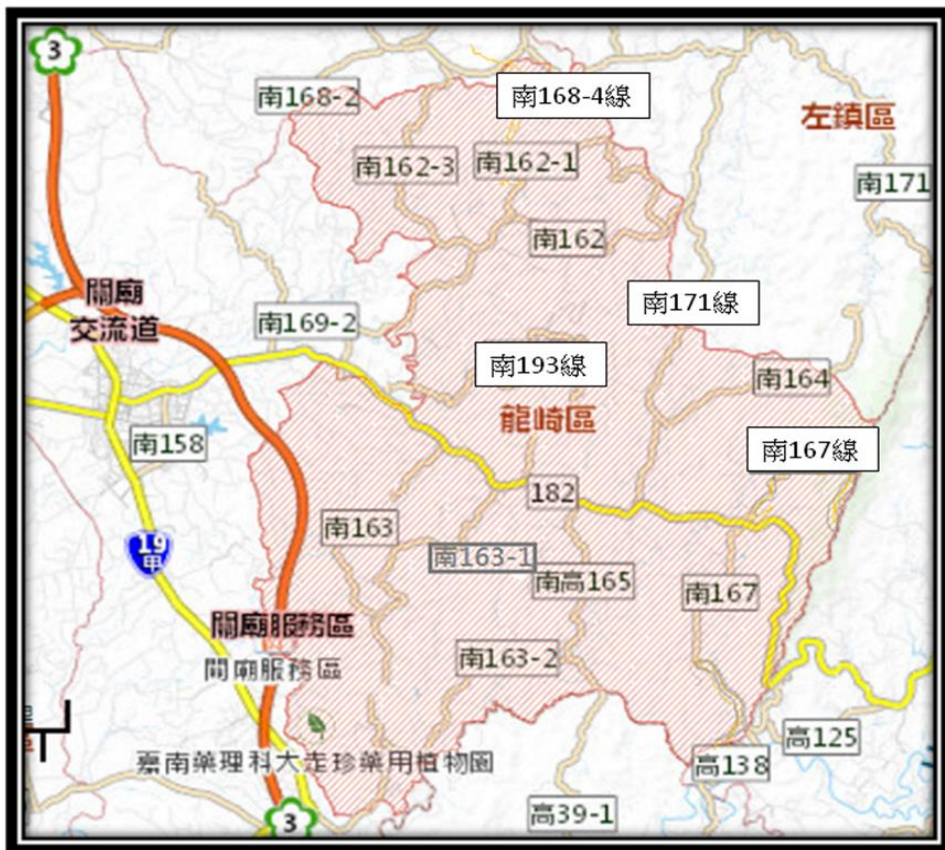 3
南168-2
南168-4線
左鎮區
南162-3
南162-1
南171
南162
關廟
交流道
南169-2
南171線
南193線
南164
龍崎區
南158
南167線
182
19
甲
南163
南163-1
南高165
南167
關廟服務區
關廟服務區
南163-2
嘉南藥理科大走珍藥用植物園
高125
高138
高39-1
3